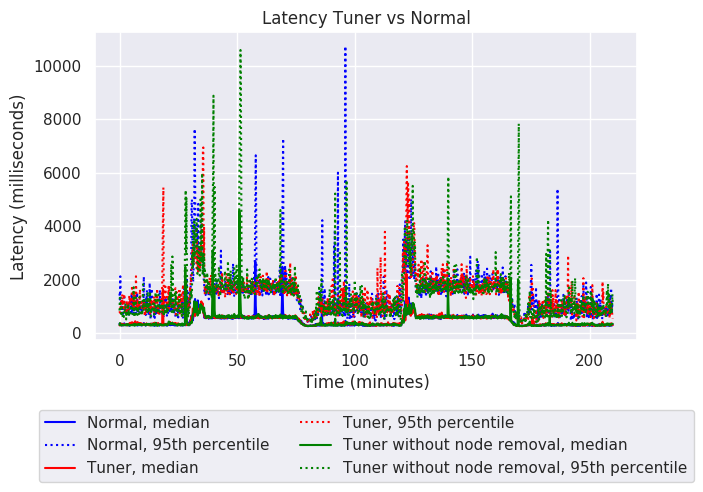 Latency Tuner vs Normal
Latency (milliseconds)
10000
8000
6000
4000
2000
0
0 50 100 150 200
Time (minutes)
Normal, median
Normal, 95th percentile
Tuner, median
Tuner, 95th percentile
Tuner without node removal, median
Tuner without node removal, 95th percentile